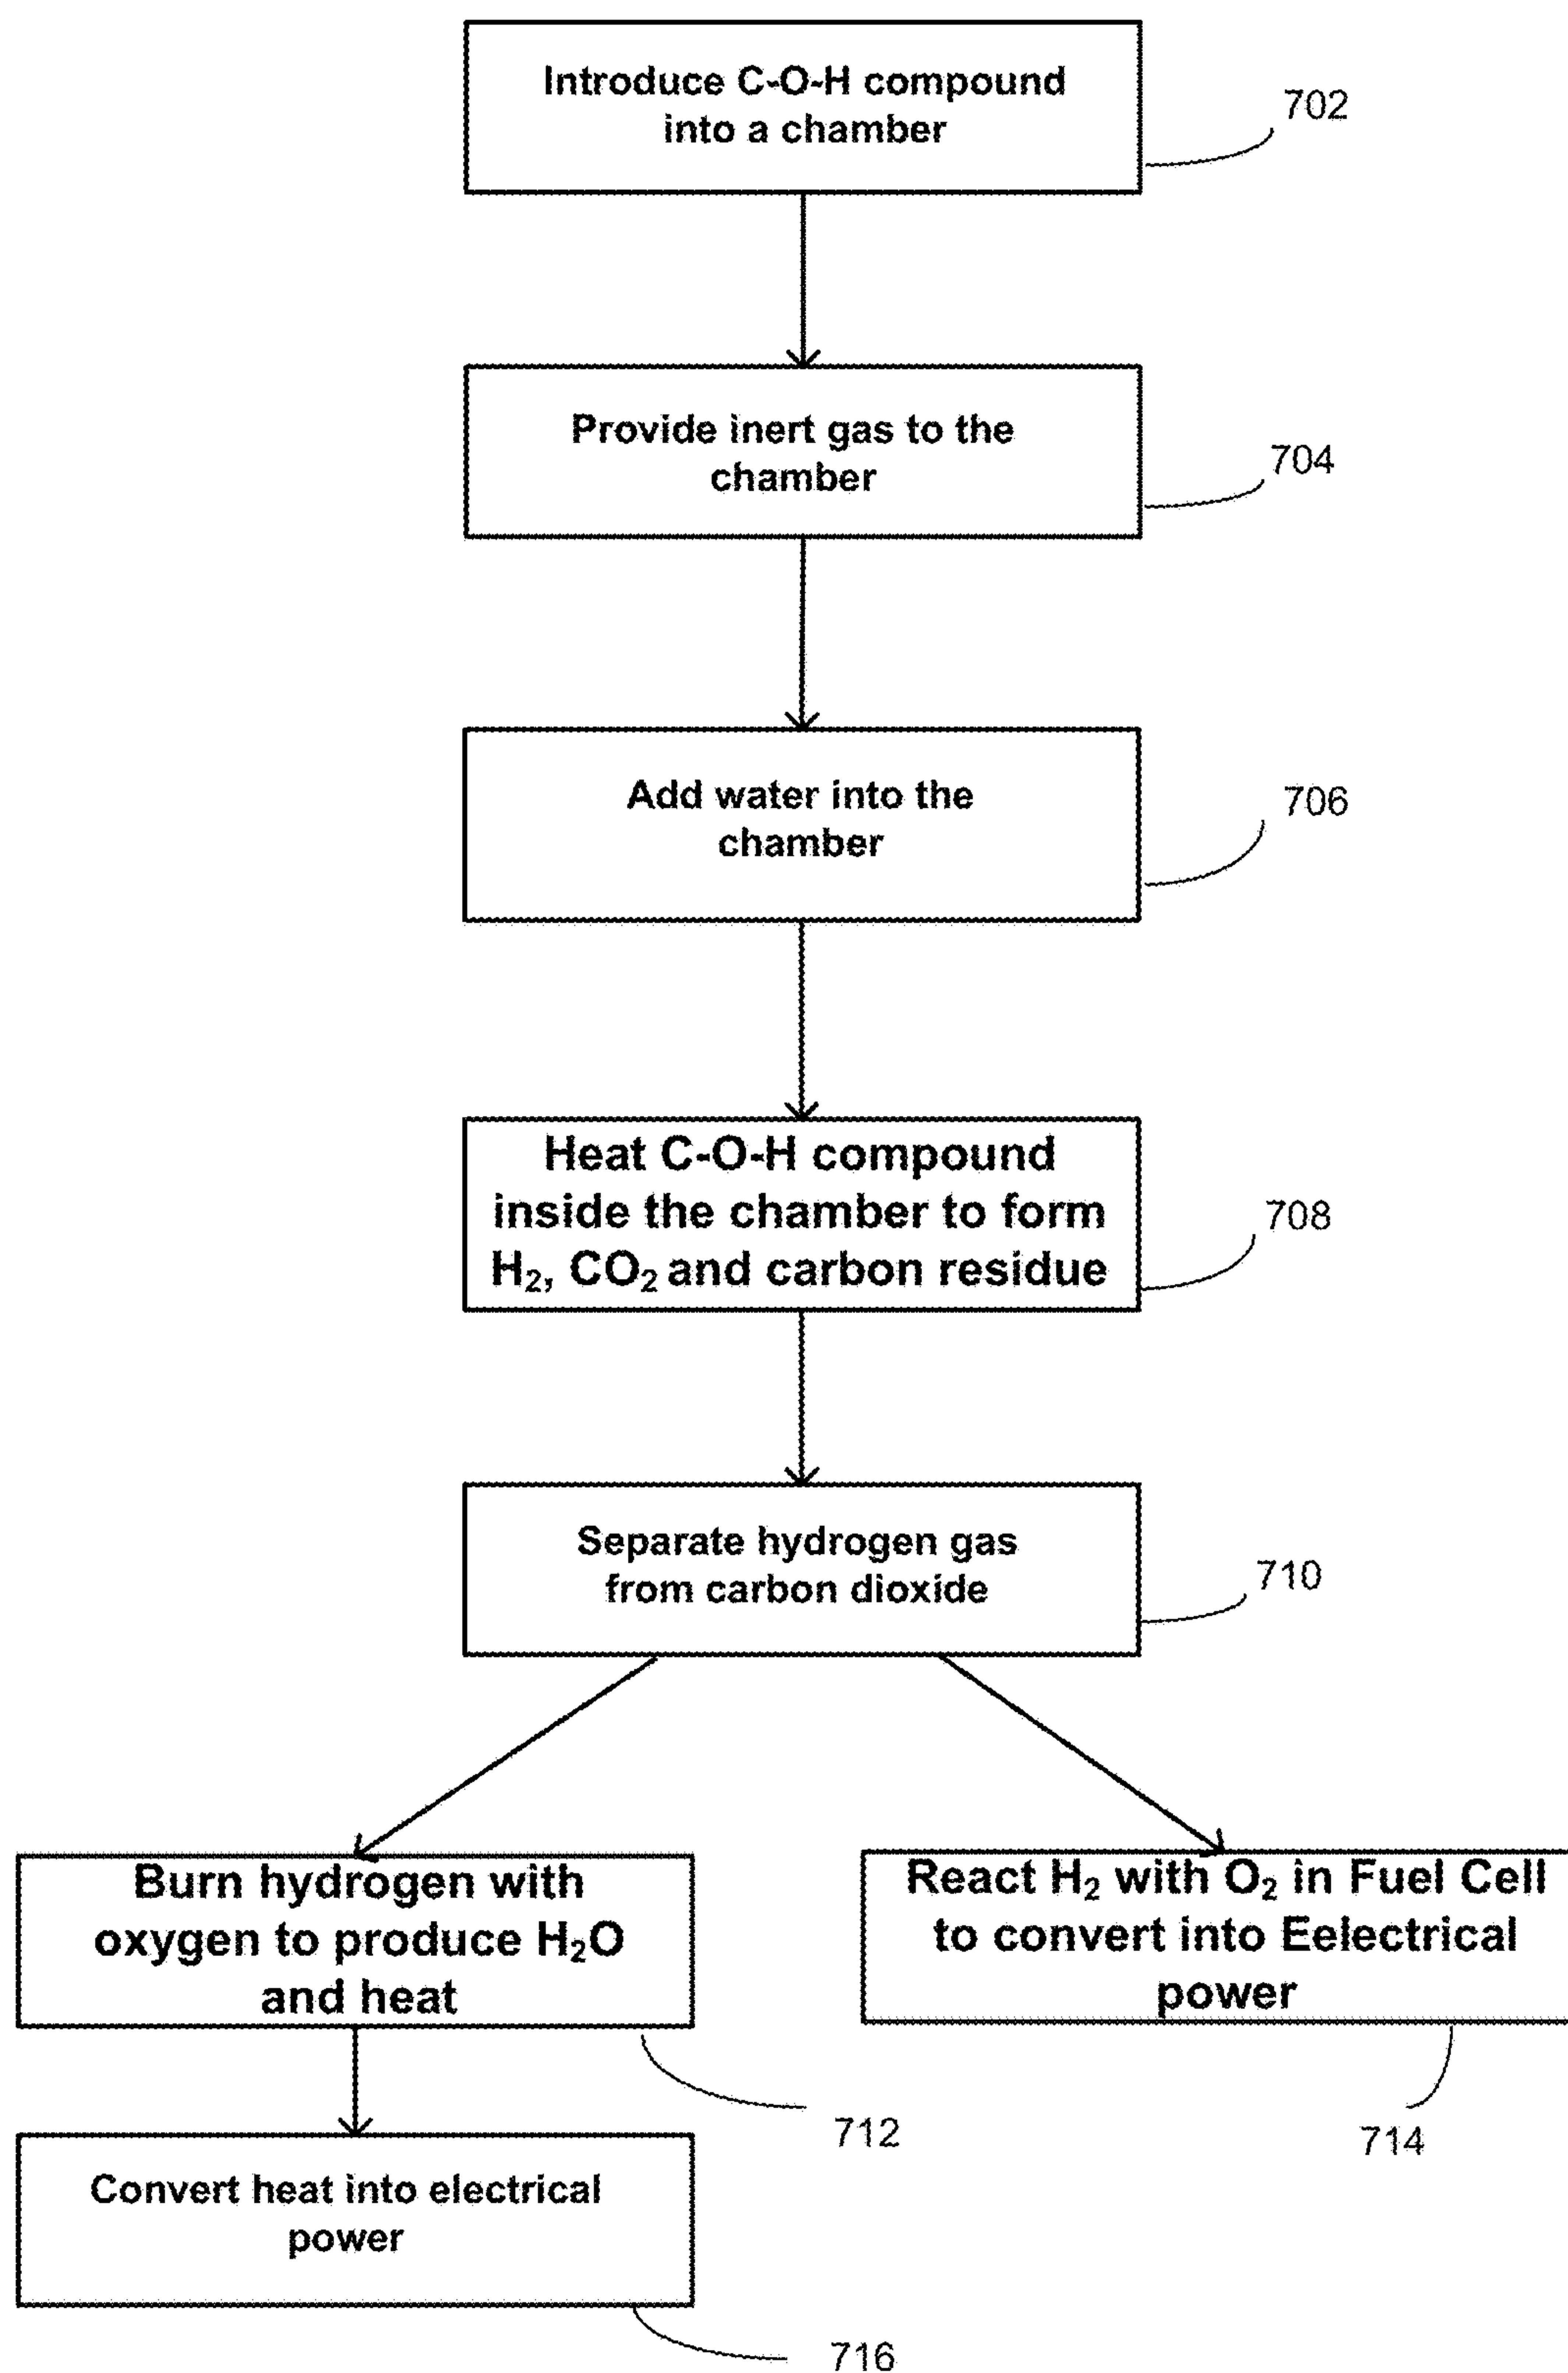 Introduce C-O-H compound
into a chamber
702
Provide inert gas to the
chamber
704
Add water into the
chamber
706
Heat C-O-H compound
inside the chamber to form
H₂, CO₂ and carbon residue
708
Separate hydrogen gas
from carbon dioxide
710
Burn hydrogen with
oxygen to produce H₂O
and heat
712
React H₂ with O₂ in Fuel Cell
to convert into Eelectrical
power
714
Convert heat into electrical
power
716